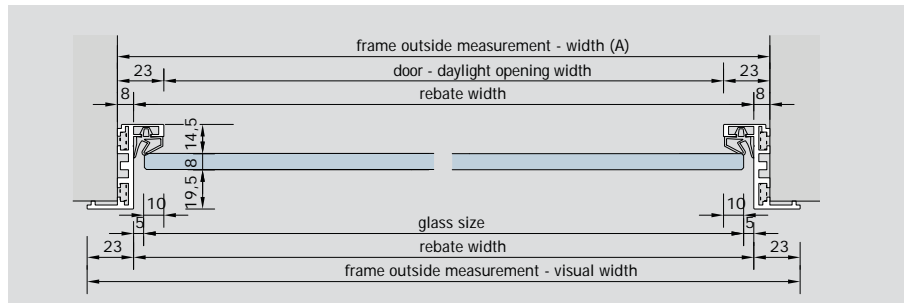 frame outside measurement - width (A)
23 door - daylight opening width 23
8 rebate width 8
14,5
8
19,5
10 10
5 glass size 5
23 rebate width 23
frame outside measurement - visual width